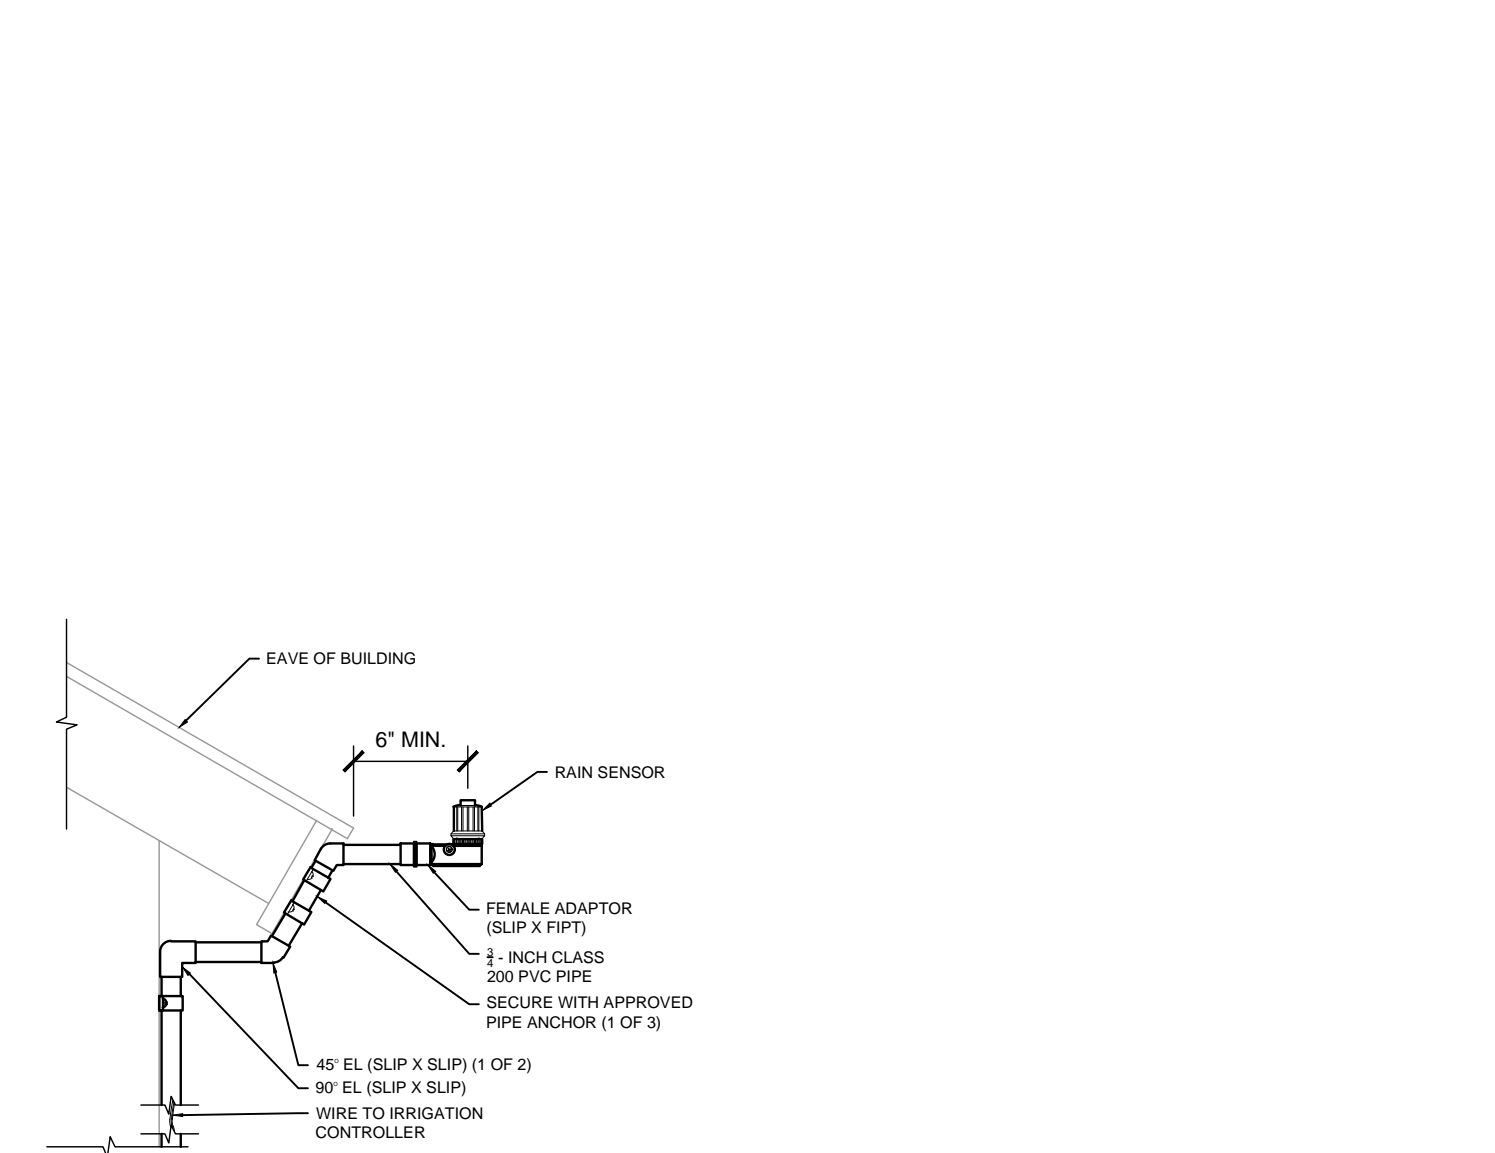 EAVE OF BUILDING
6" MIN.
RAIN SENSOR
FEMALE ADAPTOR
(SLIP X FIPT)
3/4 - INCH CLASS
200 PVC PIPE
SECURE WITH APPROVED
PIPE ANCHOR (1 OF 3)
45° EL (SLIP X SLIP) (1 OF 2)
90° EL (SLIP X SLIP)
WIRE TO IRRIGATION
CONTROLLER